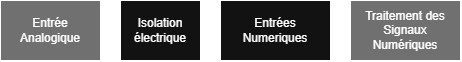 Entrée
Analogique
Isolation
électrique
Entrées
Numeriques
Traitement des
Signaux
Numériques